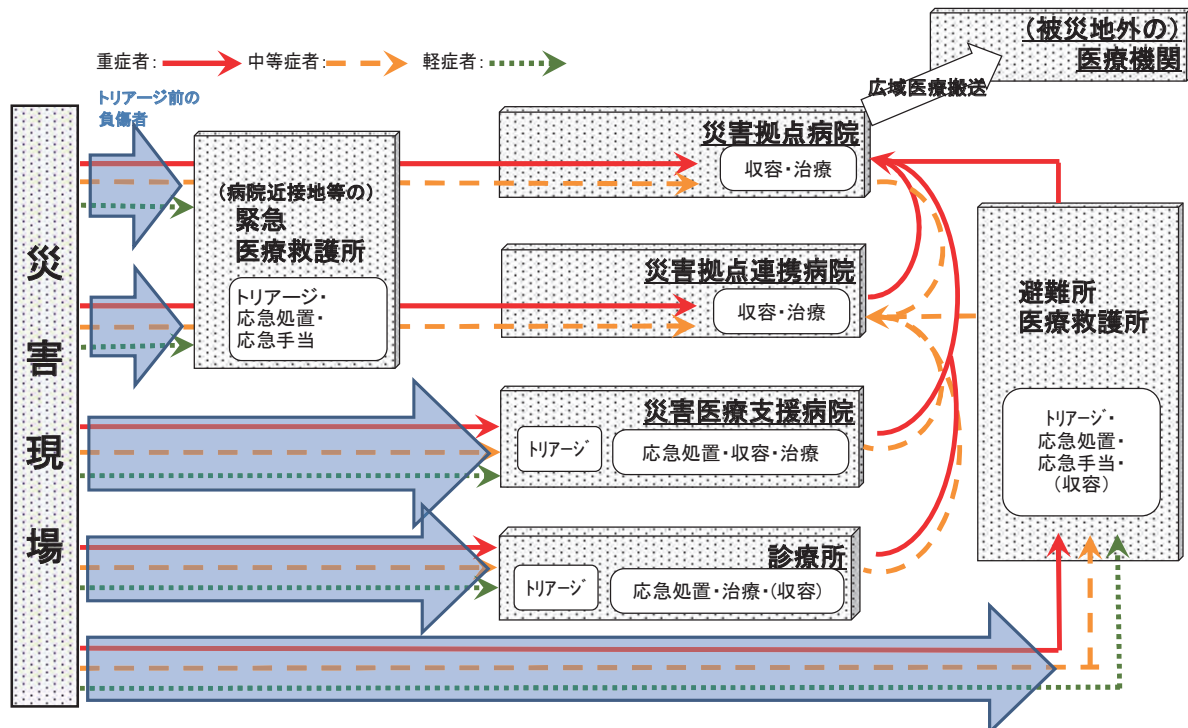 (被災地外の)
医療機関
重症者:
中等症者:
軽症者:
広域医療搬送
トリアージ前の
負傷者
災害現場
(病院近接地等の)
緊急
医療救護所
トリアージ・
応急処置・
応急手当
災害拠点病院
収容・治療
災害拠点連携病院
収容・治療
災害医療支援病院
トリアージ
応急処置・収容・治療
診療所
トリアージ
応急処置・治療・(収容)
避難所
医療救護所
トリアージ・
応急処置・
応急手当・
(収容)